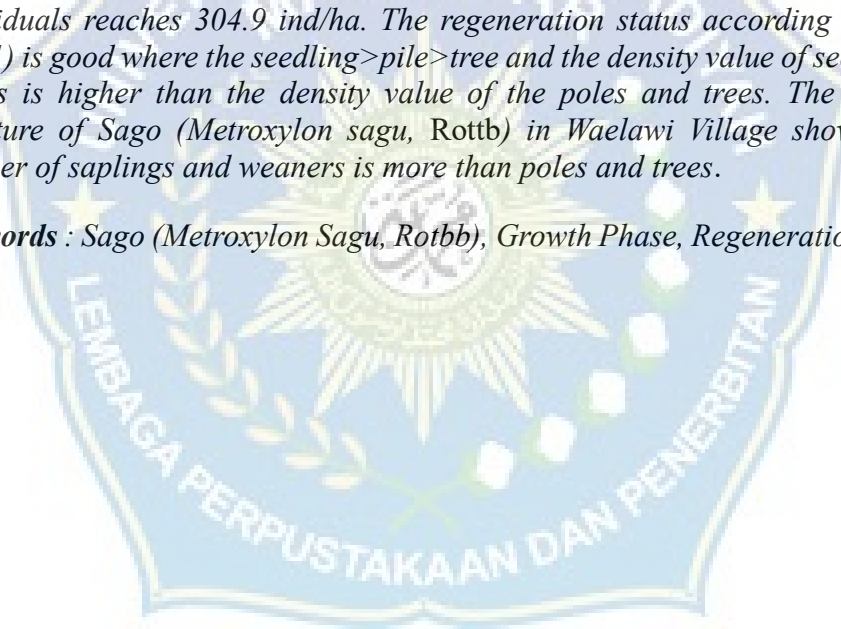 iduals reaches 304.9 ind/ha. The regeneration status according
) is good where the seedling>pile>tree and the density value of see
s is higher than the density value of the poles and trees. The
ture of Sago (Metroxylon sagu, Rottb) in Waelawi Village show
er of saplings and weaners is more than poles and trees.
ords : Sago (Metroxylon Sagu, Rotbb), Growth Phase, Regeneratio
LEMBAGA PERPUSTAKAAN DAN PENERBITAN